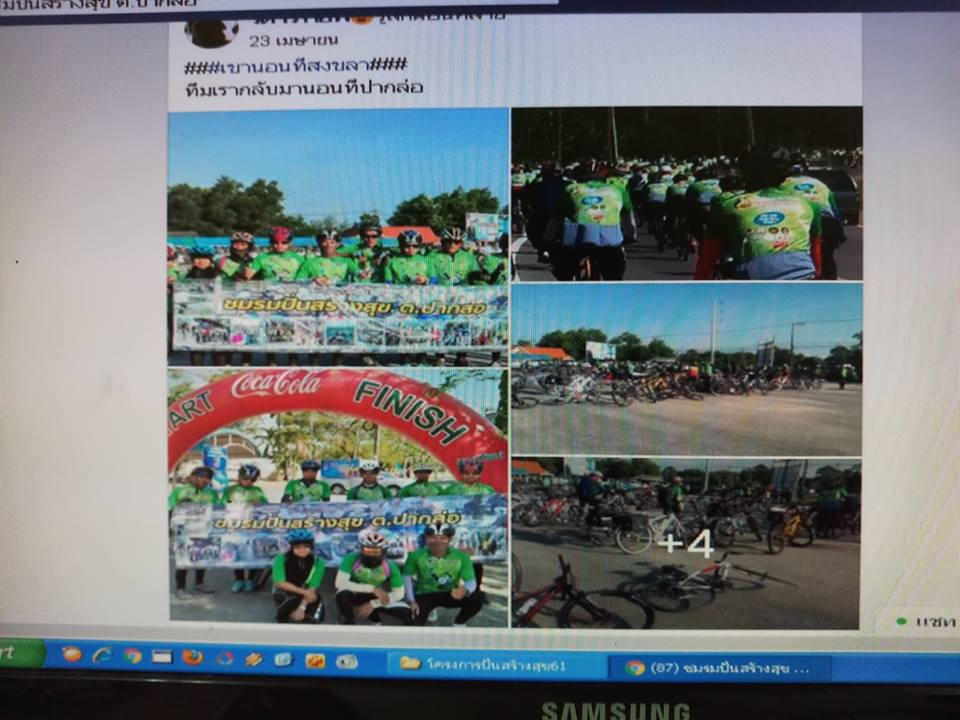 23 เมษายน
###เขานอนที่สงขลา###
ทีมเรากลับมานอนที่ปากล่อ
ชมรมปั่นสร้างสุข ต.ปากล่อ
Coca-Cola
START
FINISH
ชมรมปั่นสร้างสุข ต.ปากล่อ
+4
แชท
โครงการปั่นสร้างสุข61
(87) ชมรมปั่นสร้างสุข ...
SAMSUNG